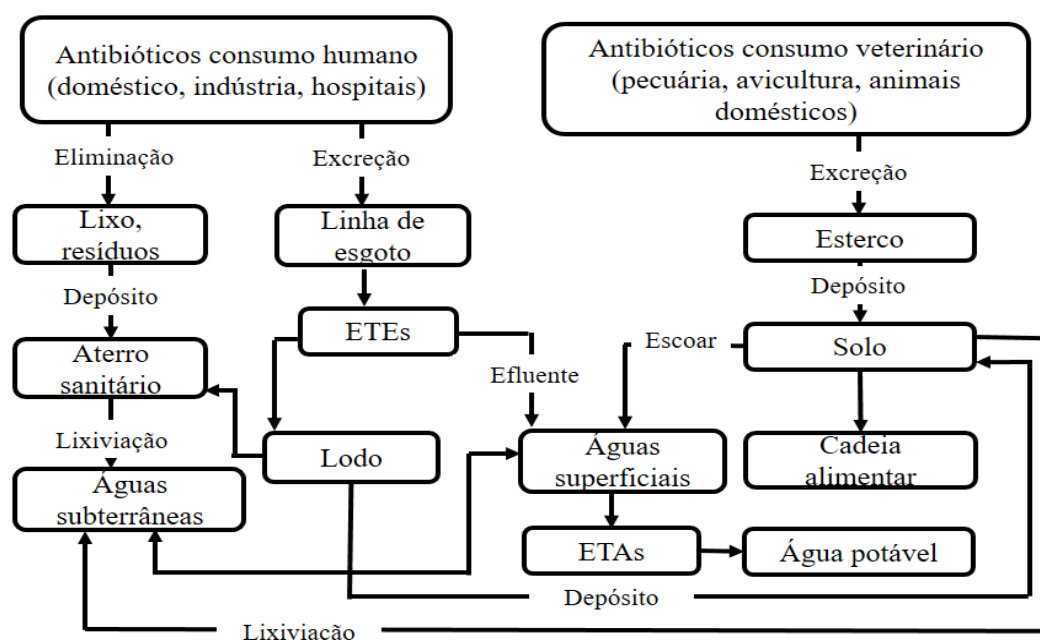 Antibióticos consumo humano
(doméstico, indústria, hospitais)
Antibióticos consumo veterinário
(pecuária, avicultura, animais
domésticos)
Eliminação
Excreção
Excreção
Lixo,
resíduos
Linha de
esgoto
Esterco
Depósito
Depósito
ETEs
Escoar
Solo
Aterro
sanitário
Efluente
Lixiviação
Lodo
Águas
superficiais
Cadeia
alimentar
Águas
subterrâneas
ETAs
Água potável
Depósito
Lixiviação